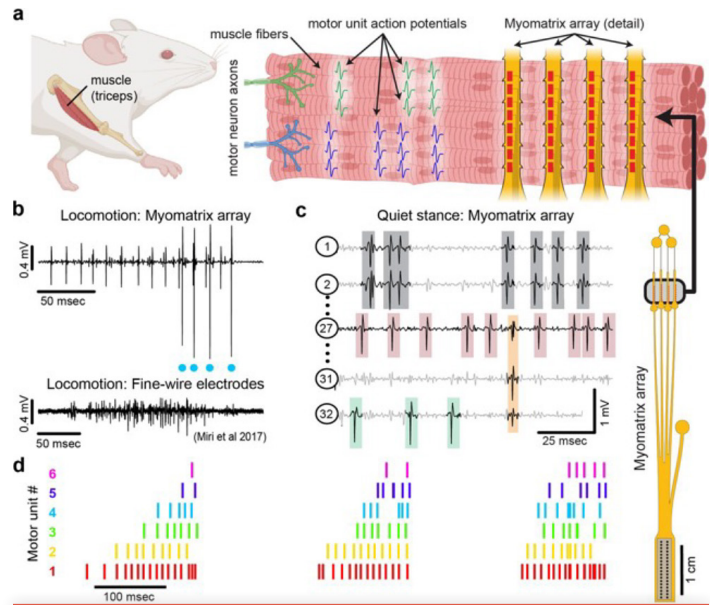 a
muscle fibers
motor unit action potentials
Myomatrix array (detail)
muscle
(triceps)
motor neuron axons
b
Locomotion: Myomatrix array
0.4 mV
50 msec
Locomotion: Fine-wire electrodes
0.4 mV
50 msec
(Miri et al 2017)
c
Quiet stance: Myomatrix array
1
2
27
31
32
1 mV
25 msec
Myomatrix array
1 cm
d
Motor unit #
6
5
4
3
2
1
100 msec